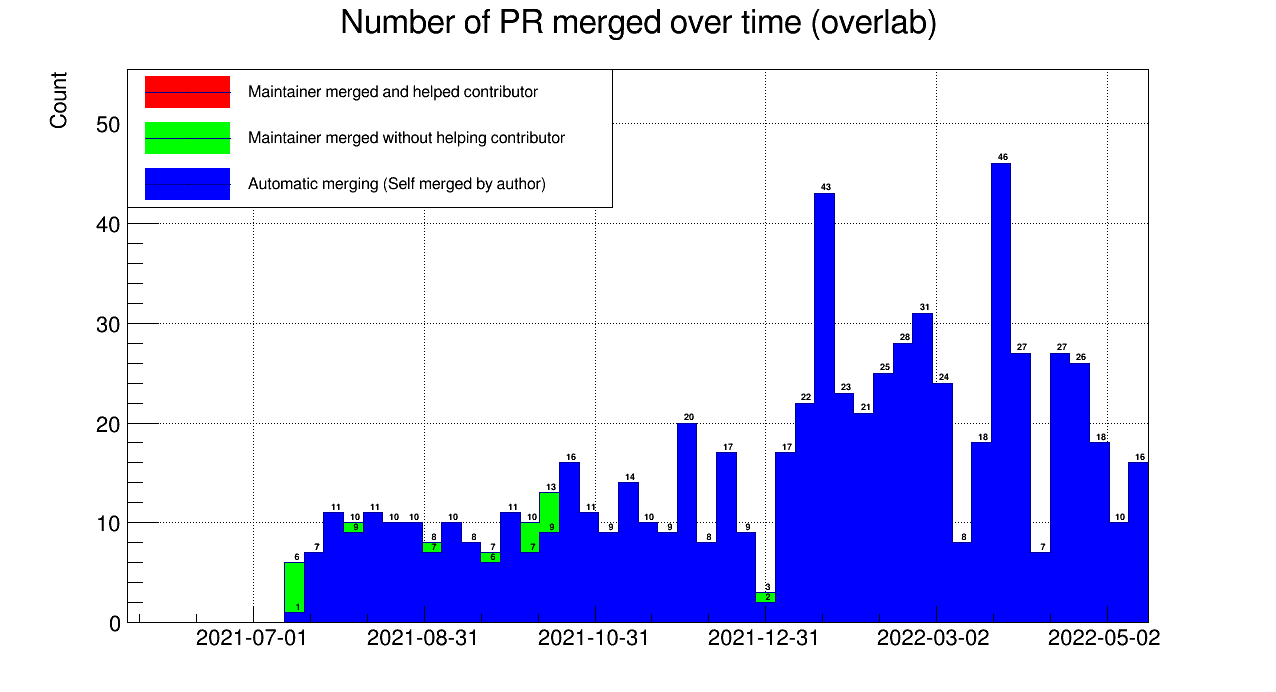 Number of PR merged over time (overlab)
Count
Maintainer merged and helped contributor
Maintainer merged without helping contributor
Automatic merging (Self merged by author)
50
40
30
20
10
0
6 1 7 11 10 9 11 10 10 8 7 10 8 7 6 11 10 7 13 9 16 11 9 14 10 9 20 8 17 9 3 2 17 22 43 23 21 25 28 31 24 8 18 46 27 7 27 26 18 10 16
2021-07-01 2021-08-31 2021-10-31 2021-12-31 2022-03-02 2022-05-02